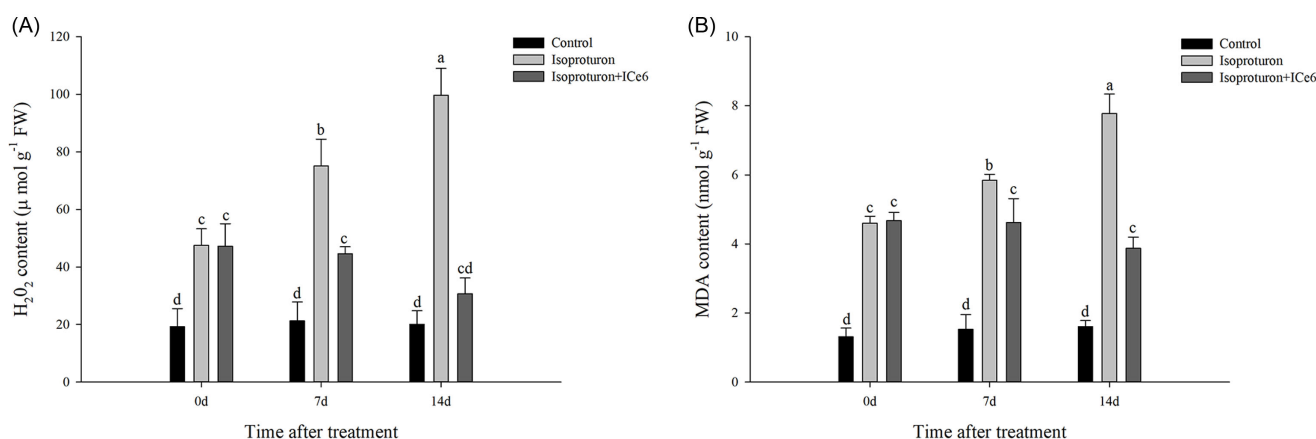 (A)
120
100
80
60
40
20
0
H₂0₂ content (μ mol g⁻¹ FW)
Control
Isoproturon
Isoproturon+ICe6
d
c
c
d
b
c
d
a
cd
0d
7d
14d
Time after treatment
(B)
10
8
6
4
2
0
MDA content (nmol g⁻¹ FW)
Control
Isoproturon
Isoproturon+ICe6
d
c
c
d
b
c
d
a
c
0d
7d
14d
Time after treatment